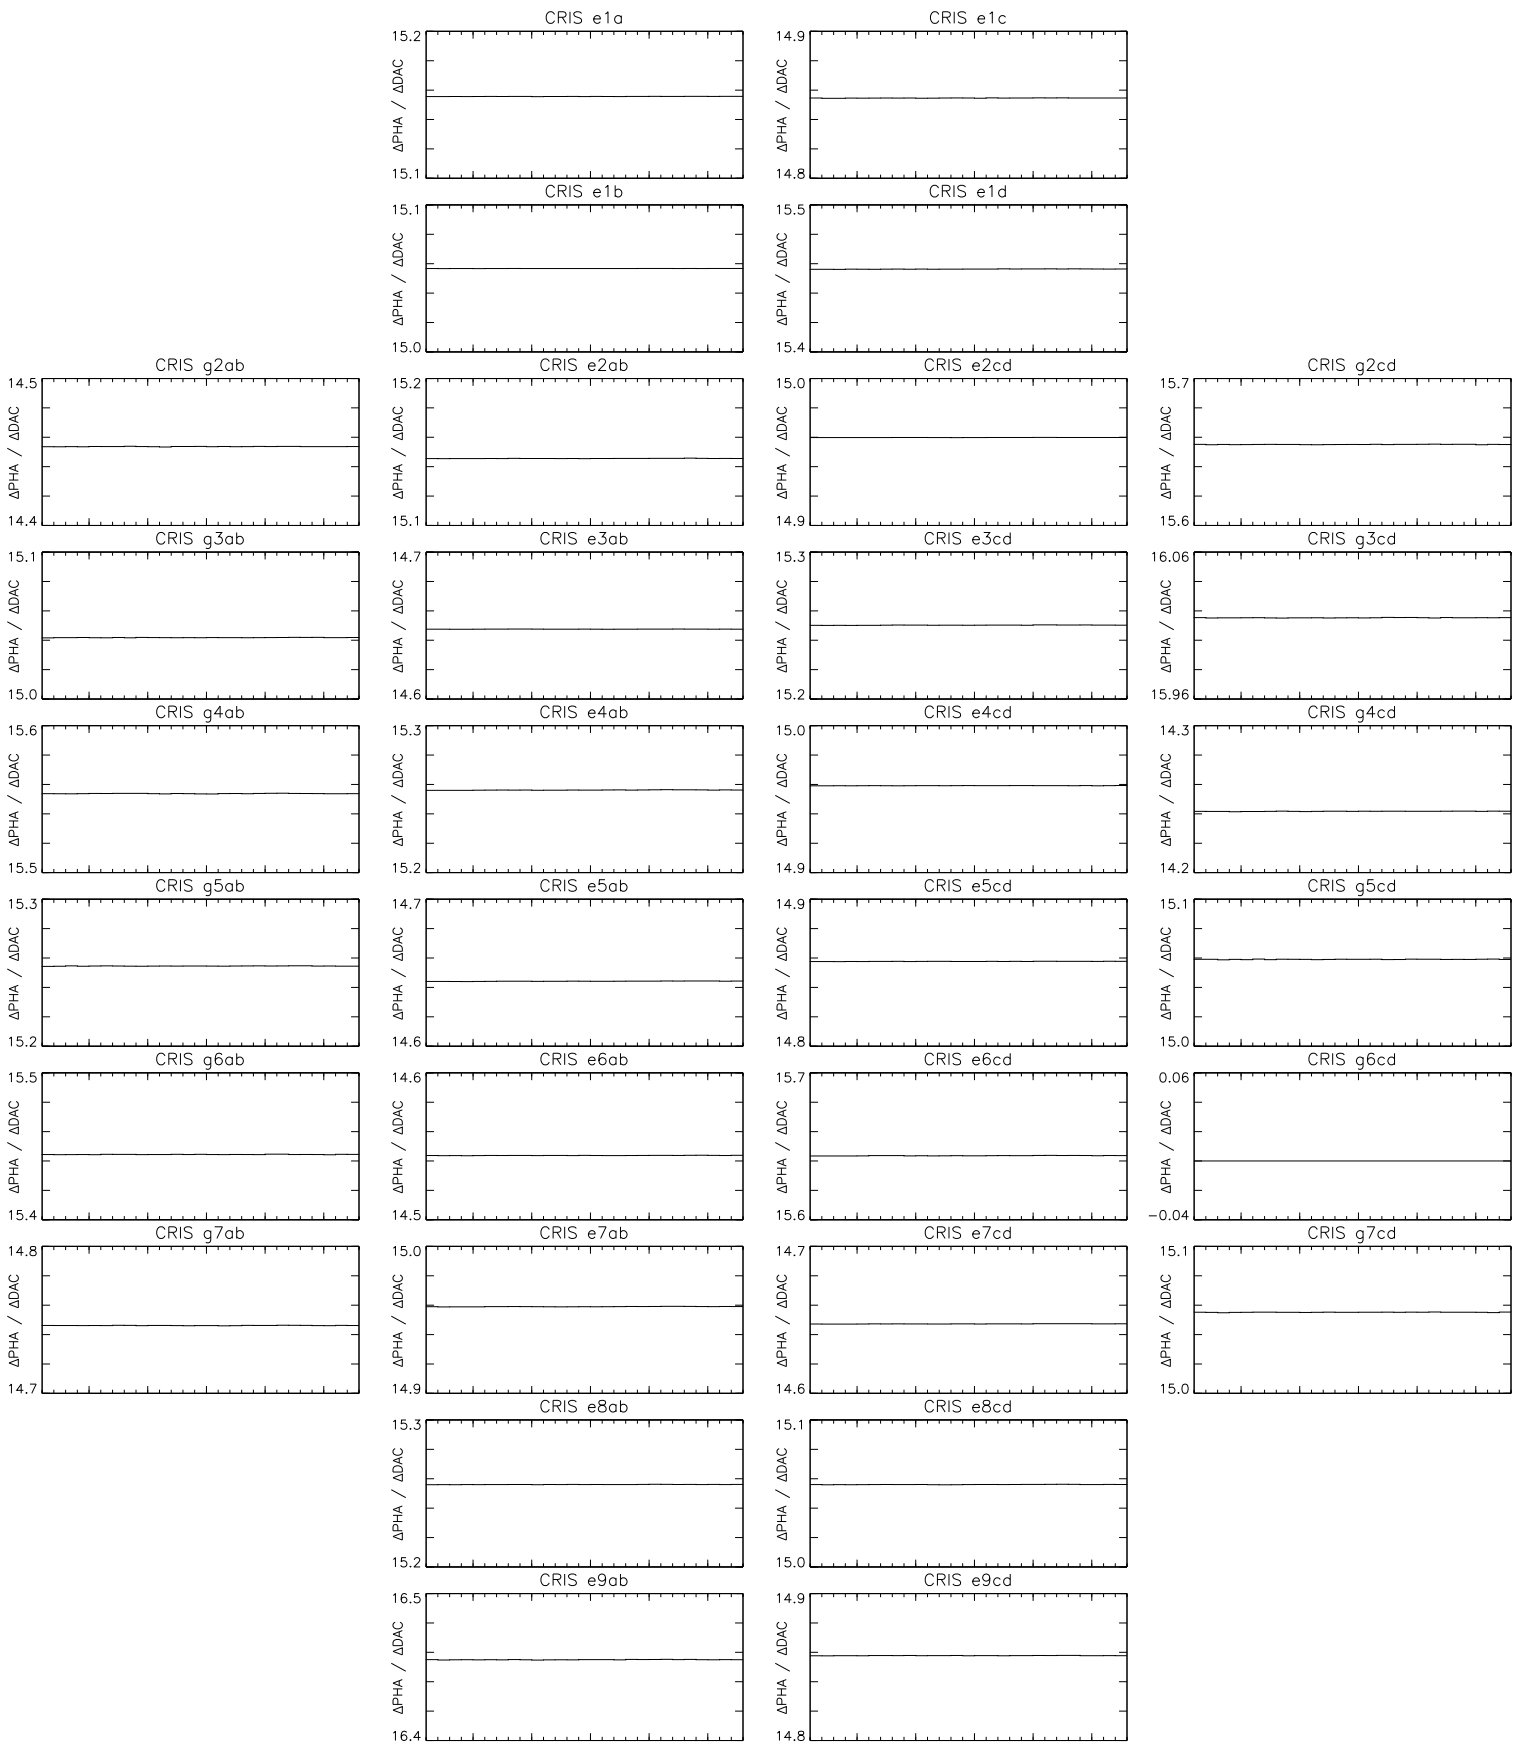 CRIS e1a
15.2
ΔPHA / ΔDAC
15.1
CRIS e1c
14.9
ΔPHA / ΔDAC
14.8
CRIS e1b
15.1
ΔPHA / ΔDAC
15.0
CRIS e1d
15.5
ΔPHA / ΔDAC
15.4
CRIS g2ab
14.5
ΔPHA / ΔDAC
14.4
CRIS e2ab
15.2
ΔPHA / ΔDAC
15.1
CRIS e2cd
15.0
ΔPHA / ΔDAC
14.9
CRIS g2cd
15.7
ΔPHA / ΔDAC
15.6
CRIS g3ab
15.1
ΔPHA / ΔDAC
15.0
CRIS e3ab
14.7
ΔPHA / ΔDAC
14.6
CRIS e3cd
15.3
ΔPHA / ΔDAC
15.2
CRIS g3cd
16.06
ΔPHA / ΔDAC
15.96
CRIS g4ab
15.6
ΔPHA / ΔDAC
15.5
CRIS e4ab
15.3
ΔPHA / ΔDAC
15.2
CRIS e4cd
15.0
ΔPHA / ΔDAC
14.9
CRIS g4cd
14.3
ΔPHA / ΔDAC
14.2
CRIS g5ab
15.3
ΔPHA / ΔDAC
15.2
CRIS e5ab
14.7
ΔPHA / ΔDAC
14.6
CRIS e5cd
14.9
ΔPHA / ΔDAC
14.8
CRIS g5cd
15.1
ΔPHA / ΔDAC
15.0
CRIS g6ab
15.5
ΔPHA / ΔDAC
15.4
CRIS e6ab
14.6
ΔPHA / ΔDAC
14.5
CRIS e6cd
15.7
ΔPHA / ΔDAC
15.6
CRIS g6cd
0.06
ΔPHA / ΔDAC
−0.04
CRIS g7ab
14.8
ΔPHA / ΔDAC
14.7
CRIS e7ab
15.0
ΔPHA / ΔDAC
14.9
CRIS e7cd
14.7
ΔPHA / ΔDAC
14.6
CRIS g7cd
15.1
ΔPHA / ΔDAC
15.0
CRIS e8ab
15.3
ΔPHA / ΔDAC
15.2
CRIS e8cd
15.1
ΔPHA / ΔDAC
15.0
CRIS e9ab
16.5
ΔPHA / ΔDAC
16.4
CRIS e9cd
14.9
ΔPHA / ΔDAC
14.8